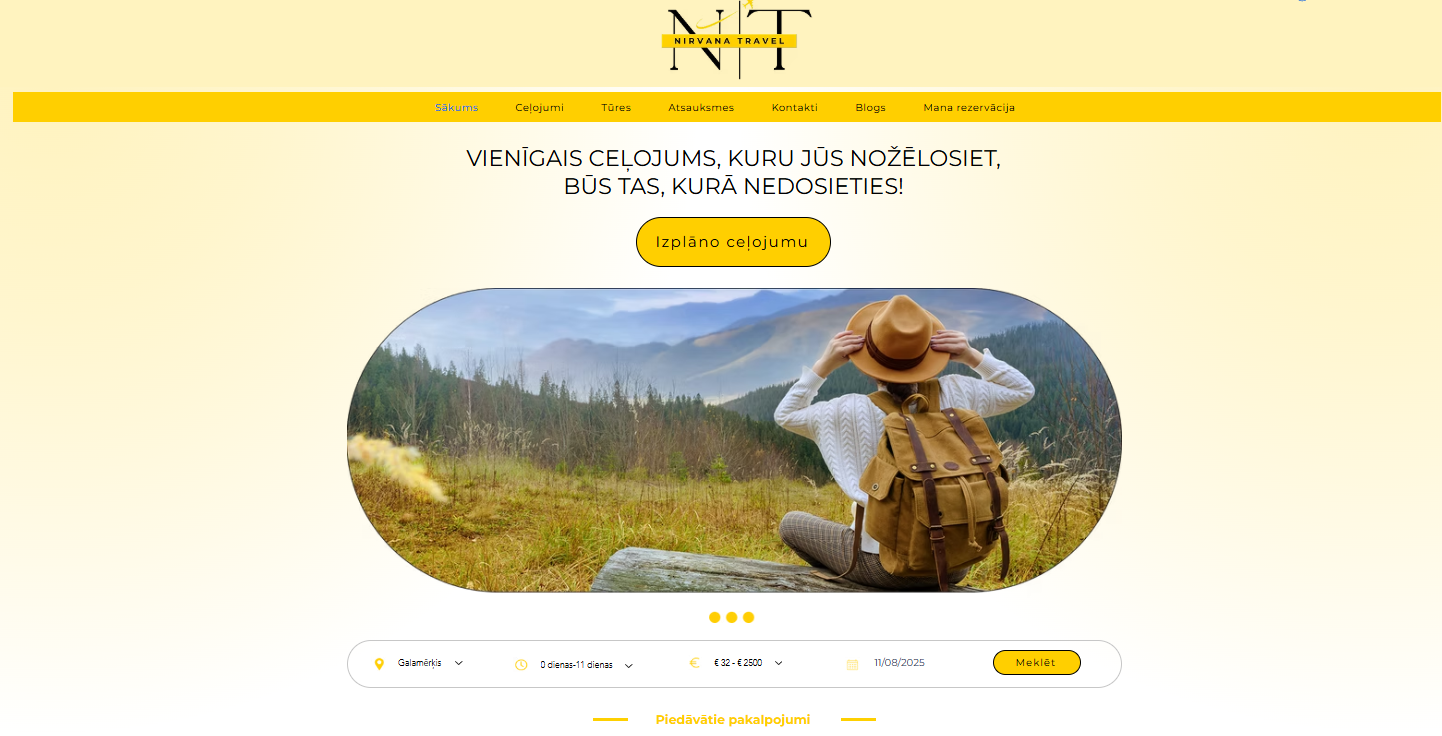 NT
NIRVANA TRAVEL
Sākums Ceļojumi Tūres Atsauksmes Kontakti Blogs Mana rezervācija
VIENĪGAIS CEĻOJUMS, KURU JŪS NOŽĒLOSIET,
BŪS TAS, KURĀ NEDOSIETIES!
Izplāno ceļojumu
Galamērķis 0 dienas-11 dienas € 32 - € 2500 11/08/2025 Meklēt
Piedāvātie pakalpojumi